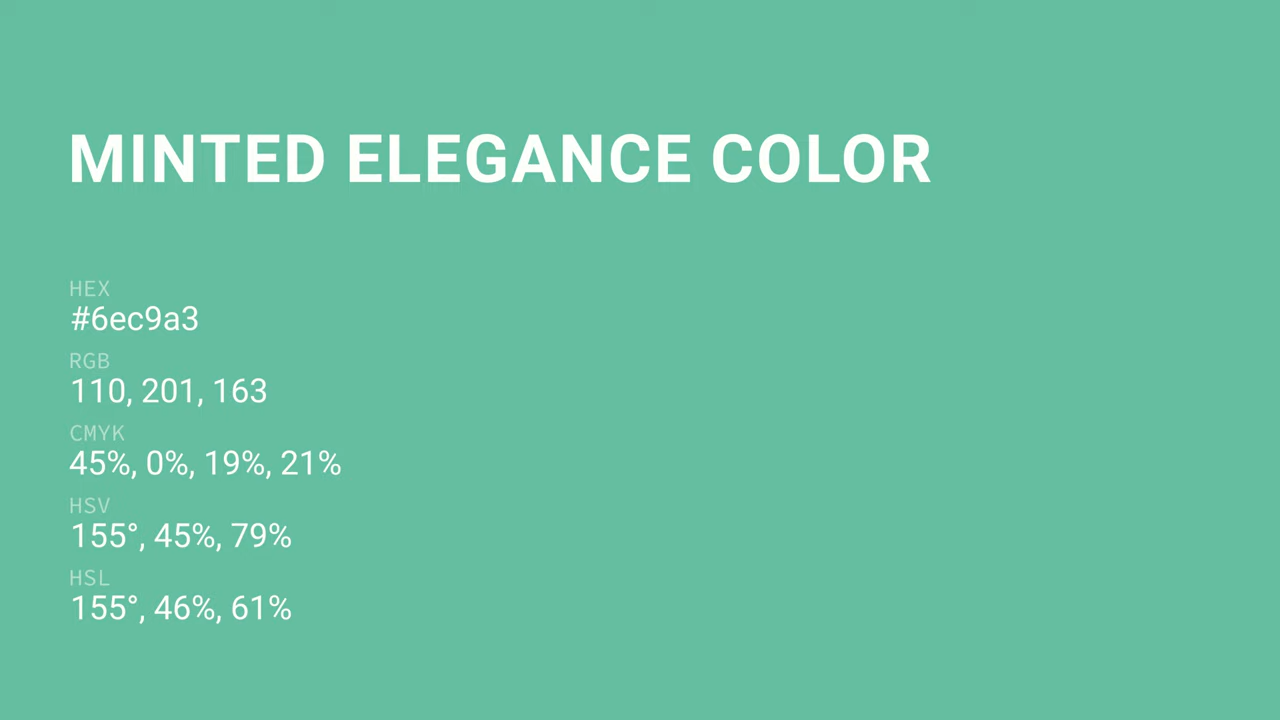 MINTED ELEGANCE COLOR
HEX
#6ec9a3
RGB
110, 201, 163
CMYK
45%, 0%, 19%, 21%
HSV
155°, 45%, 79%
HSL
155°, 46%, 61%